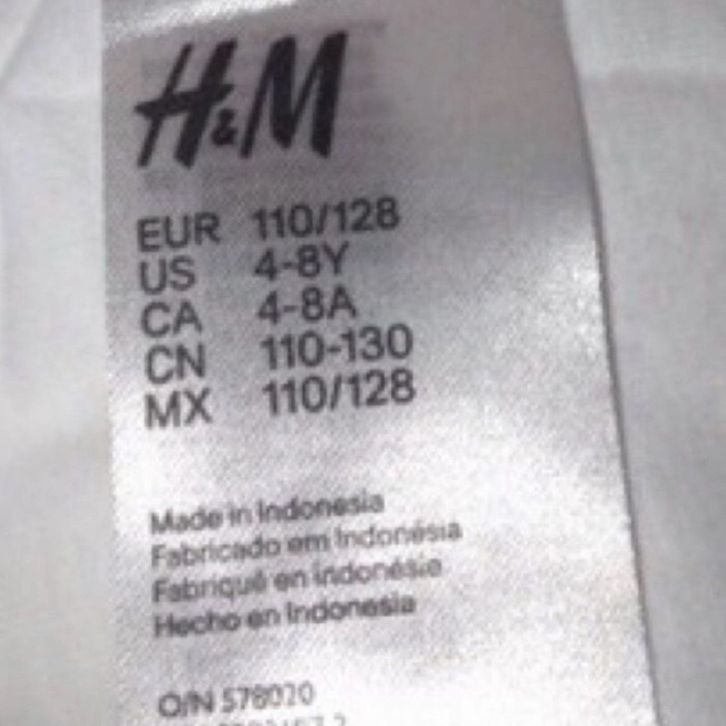 H&M
EUR 110/128
US 4-8Y
CA 4-8A
CN 110-130
MX 110/128
Made in Indonesia
Fabricado em Indonésia
Fabriqué en Indonésie
Hecho en Indonesia
O/N 578020